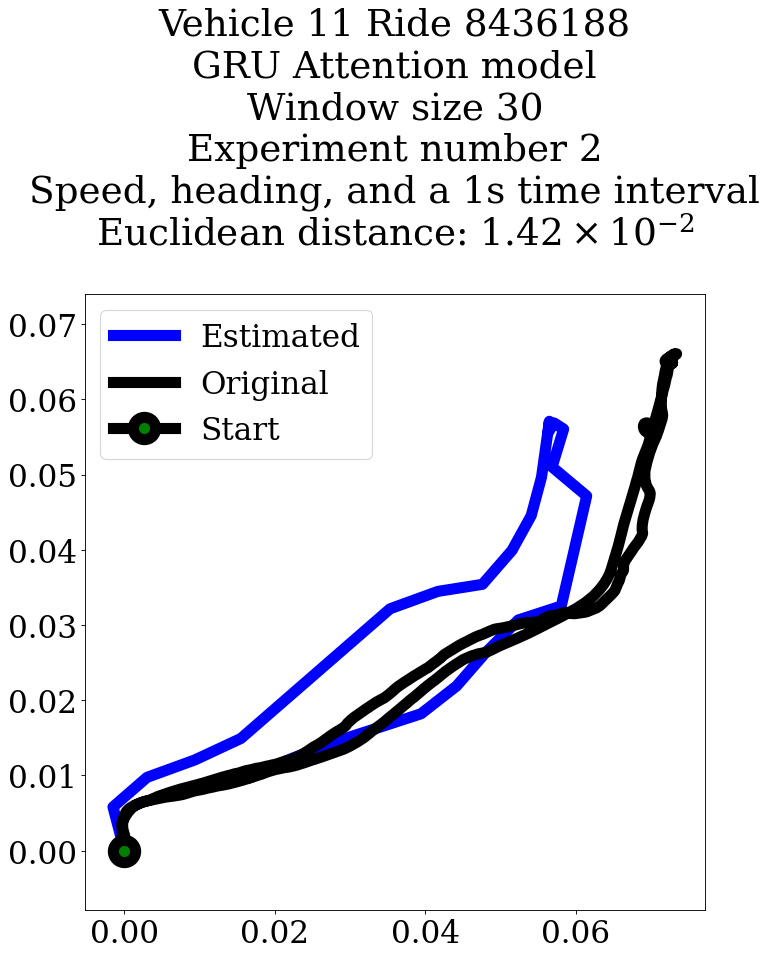 Vehicle 11 Ride 8436188
GRU Attention model
Window size 30
Experiment number 2
Speed, heading, and a 1s time interval
Euclidean distance: 1.42 × 10⁻²
Estimated
Original
Start
0.07
0.06
0.05
0.04
0.03
0.02
0.01
0.00
0.00 0.02 0.04 0.06